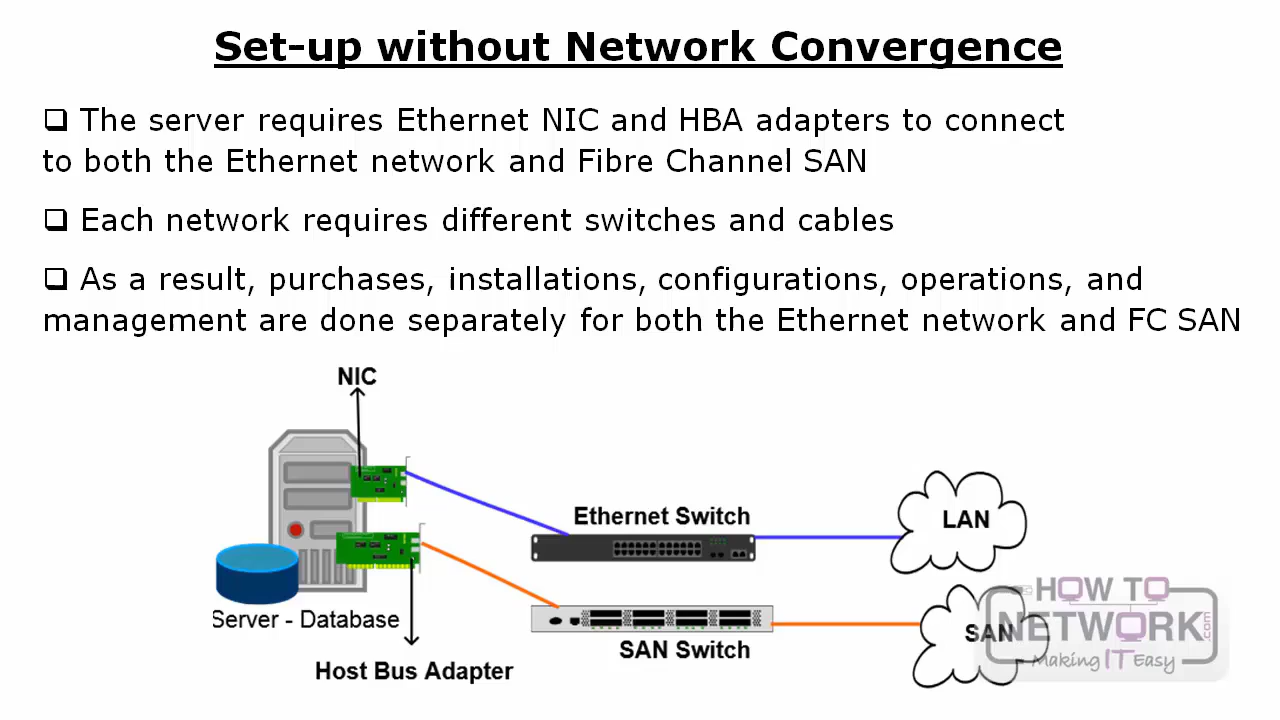 Set-up without Network Convergence
❑ The server requires Ethernet NIC and HBA adapters to connect
to both the Ethernet network and Fibre Channel SAN
❑ Each network requires different switches and cables
❑ As a result, purchases, installations, configurations, operations, and
management are done separately for both the Ethernet network and FC SAN
NIC
Ethernet Switch
LAN
Server - Database
SAN Switch
SAN
Host Bus Adapter
HOW TO
NETWORK.com
Making IT Easy